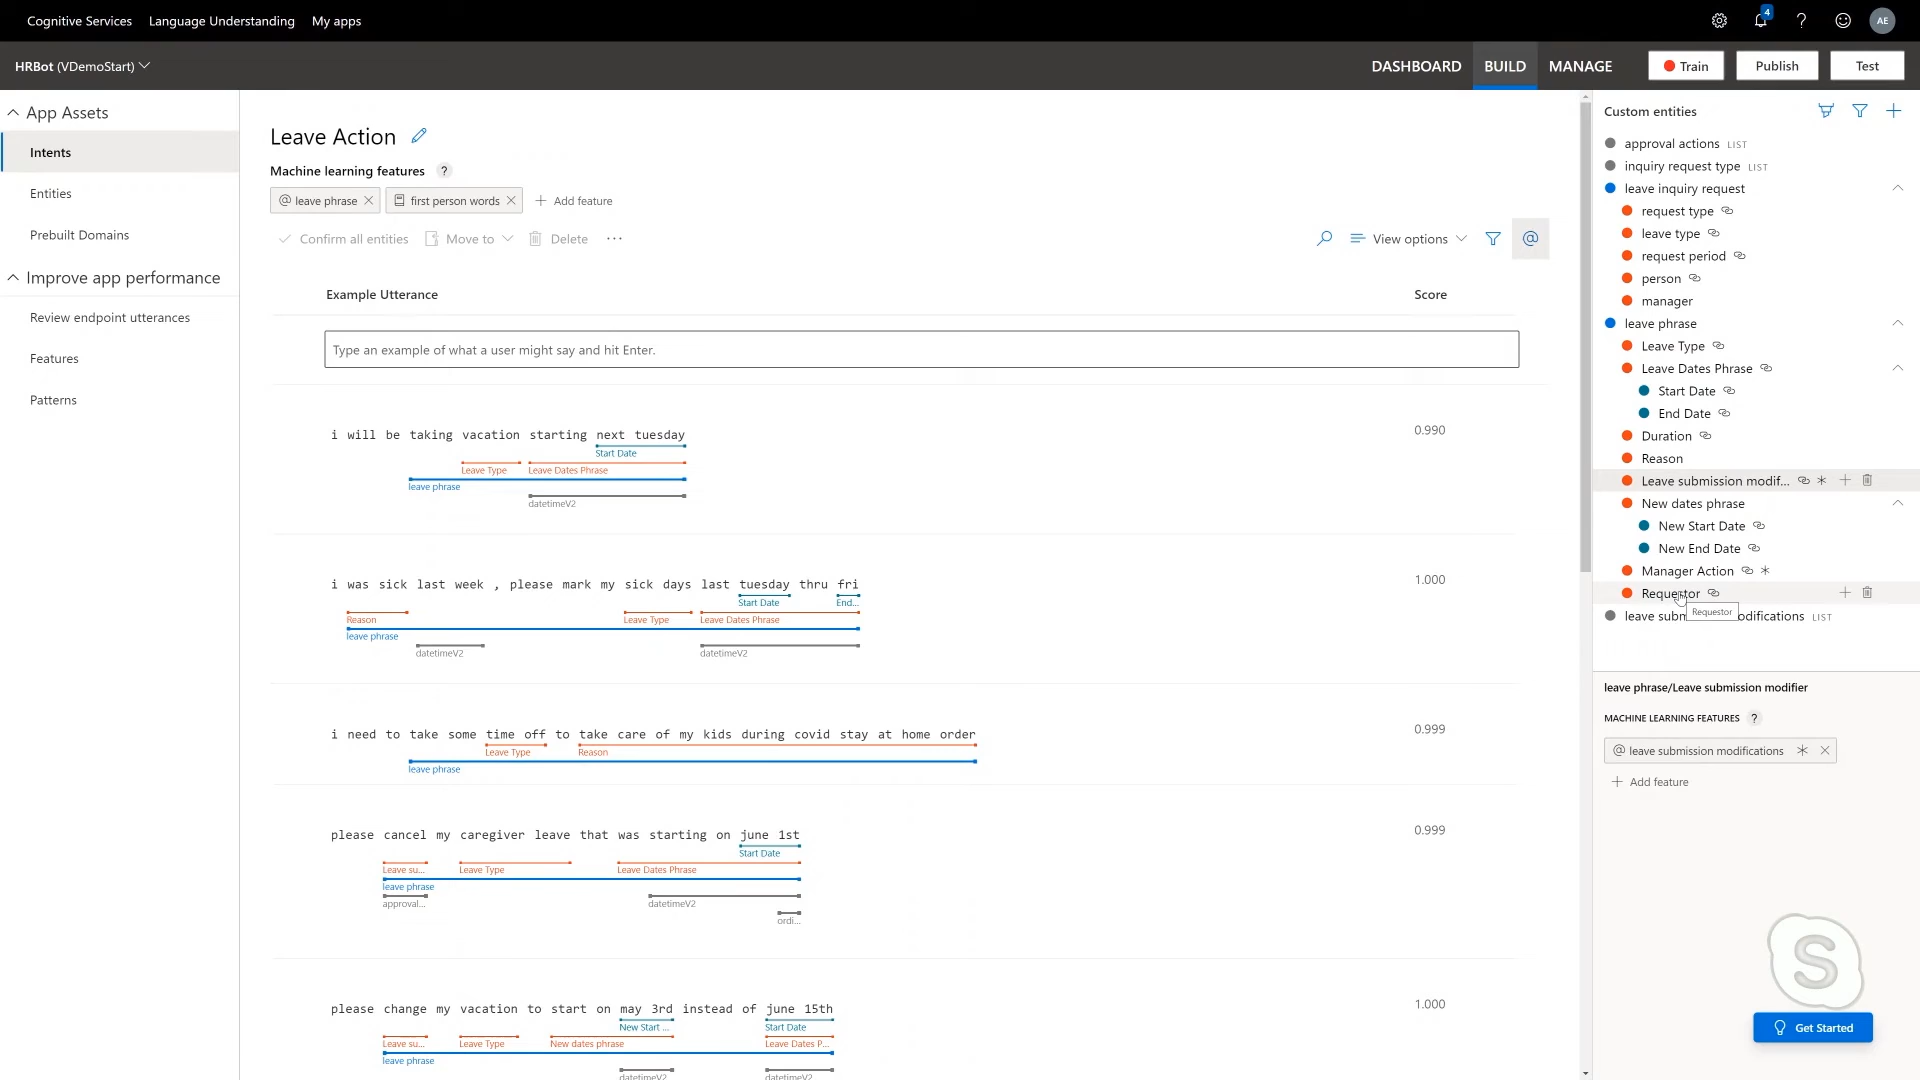 Cognitive Services Language Understanding My apps
4
?
AE
HRBot (VDemoStart)
DASHBOARD BUILD MANAGE Train Publish Test
App Assets
Intents
Entities
Prebuilt Domains
Improve app performance
Review endpoint utterances
Features
Patterns
Leave Action
Machine learning features ?
@ leave phrase × first person words × + Add feature
Confirm all entities Move to Delete ...
View options @
Example Utterance Score
Type an example of what a user might say and hit Enter.
i will be taking vacation starting next tuesday 0.990
Start Date
Leave Type Leave Dates Phrase
leave phrase
datetimeV2
i was sick last week , please mark my sick days last tuesday thru fri 1.000
Start Date End...
Reason Leave Type Leave Dates Phrase
leave phrase
datetimeV2 datetimeV2
i need to take some time off to take care of my kids during covid stay at home order 0.999
Leave Type Reason
leave phrase
please cancel my caregiver leave that was starting on june 1st 0.999
Start Date
Leave su... Leave Type Leave Dates Phrase
leave phrase
approval... datetimeV2
ordi...
please change my vacation to start on may 3rd instead of june 15th 1.000
New Start ... Start Date
Leave su... Leave Type New dates phrase Leave Dates P...
leave phrase
datetimeV2 datetimeV2
Custom entities
approval actions LIST
inquiry request type LIST
leave inquiry request
request type
leave type
request period
person
manager
leave phrase
Leave Type
Leave Dates Phrase
Start Date
End Date
Duration
Reason
Leave submission modif... *
New dates phrase
New Start Date
New End Date
Manager Action *
Requestor
Requestor
leave subm odifications LIST
leave phrase/Leave submission modifier
MACHINE LEARNING FEATURES ?
@ leave submission modifications * ×
+ Add feature
S
Get Started